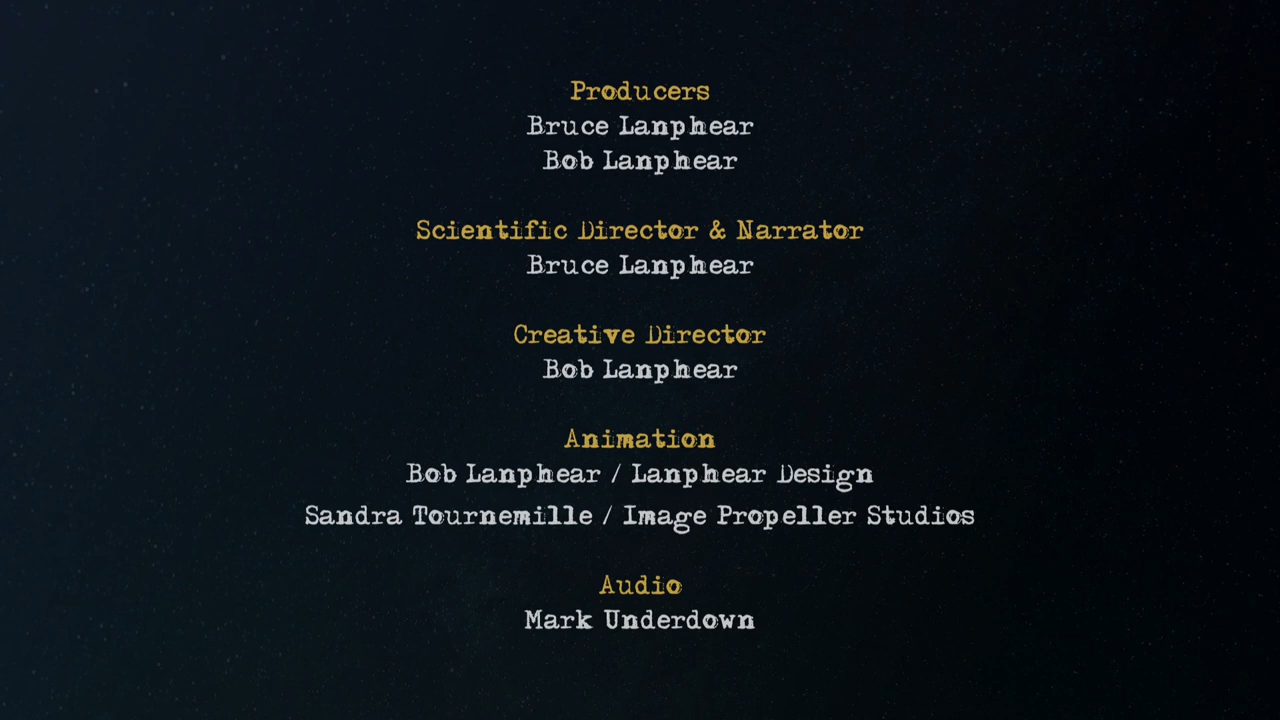 Producers
Bruce Lanphear
Bob Lanphear
Scientific Director & Narrator
Bruce Lanphear
Creative Director
Bob Lanphear
Animation
Bob Lanphear / Lanphear Design
Sandra Tournemille / Image Propeller Studios
Audio
Mark Underdown